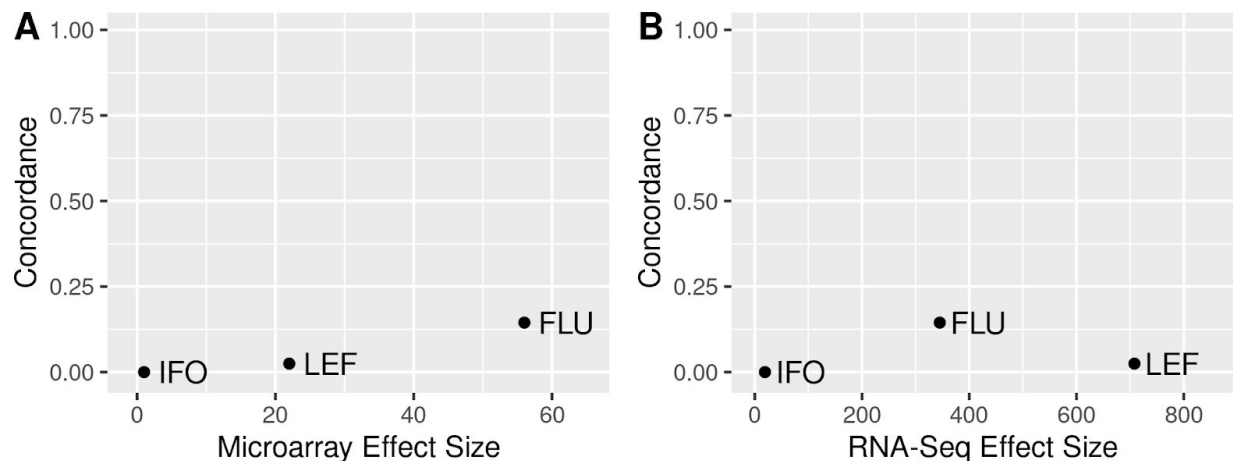 A
1.00
0.75
0.50
0.25
0.00
Concordance
IFO
LEF
FLU
0 20 40 60
Microarray Effect Size
B
1.00
0.75
0.50
0.25
0.00
Concordance
IFO
FLU
LEF
0 200 400 600 800
RNA-Seq Effect Size